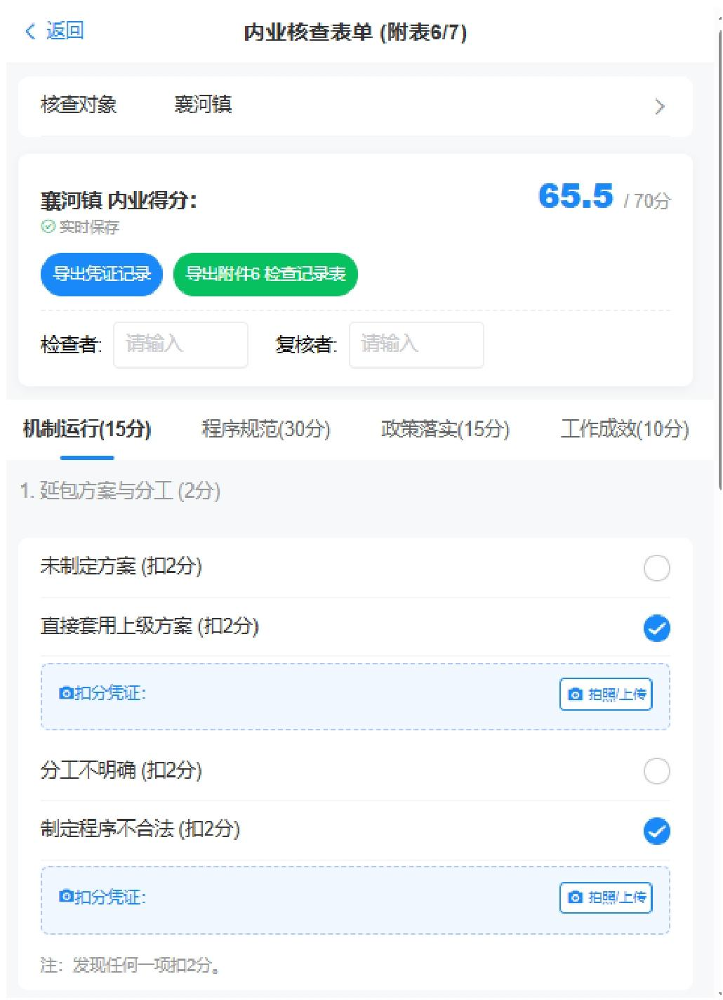 返回
内业核查表单 (附表6/7)
核查对象 襄河镇
襄河镇 内业得分:
65.5 / 70分
实时保存
导出凭证记录 导出附件6 检查记录表
检查者: 请输入 复核者: 请输入
机制运行(15分) 程序规范(30分) 政策落实(15分) 工作成效(10分)
1. 延包方案与分工 (2分)
未制定方案 (扣2分)
直接套用上级方案 (扣2分)
扣分凭证: 拍照/上传
分工不明确 (扣2分)
制定程序不合法 (扣2分)
扣分凭证: 拍照/上传
注：发现任何一项扣2分。